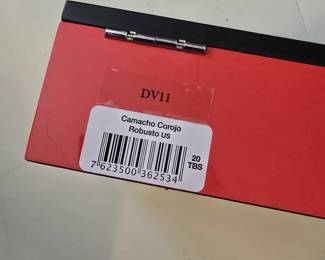 DV11
Camacho Corojo
Robusto us
20
TBS
7 623500 362534